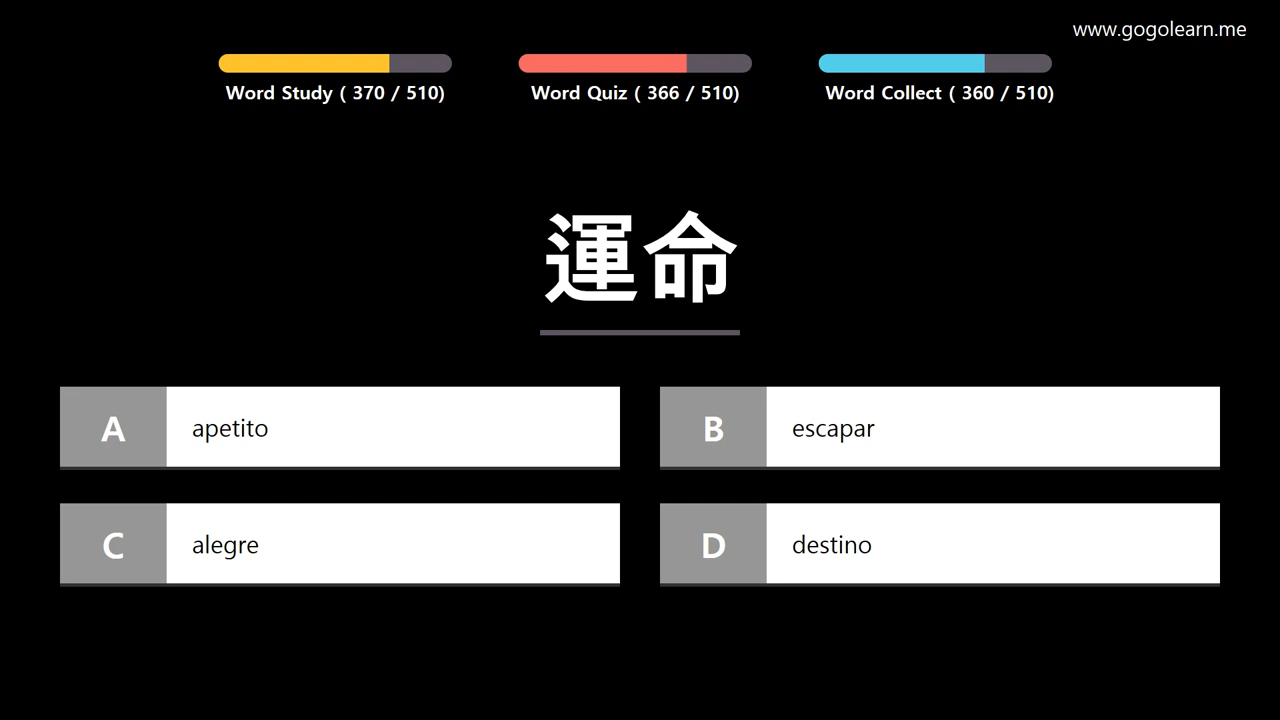 www.gogolearn.me
Word Study ( 370 / 510)
Word Quiz ( 366 / 510)
Word Collect ( 360 / 510)
運命
A apetito
B escapar
C alegre
D destino